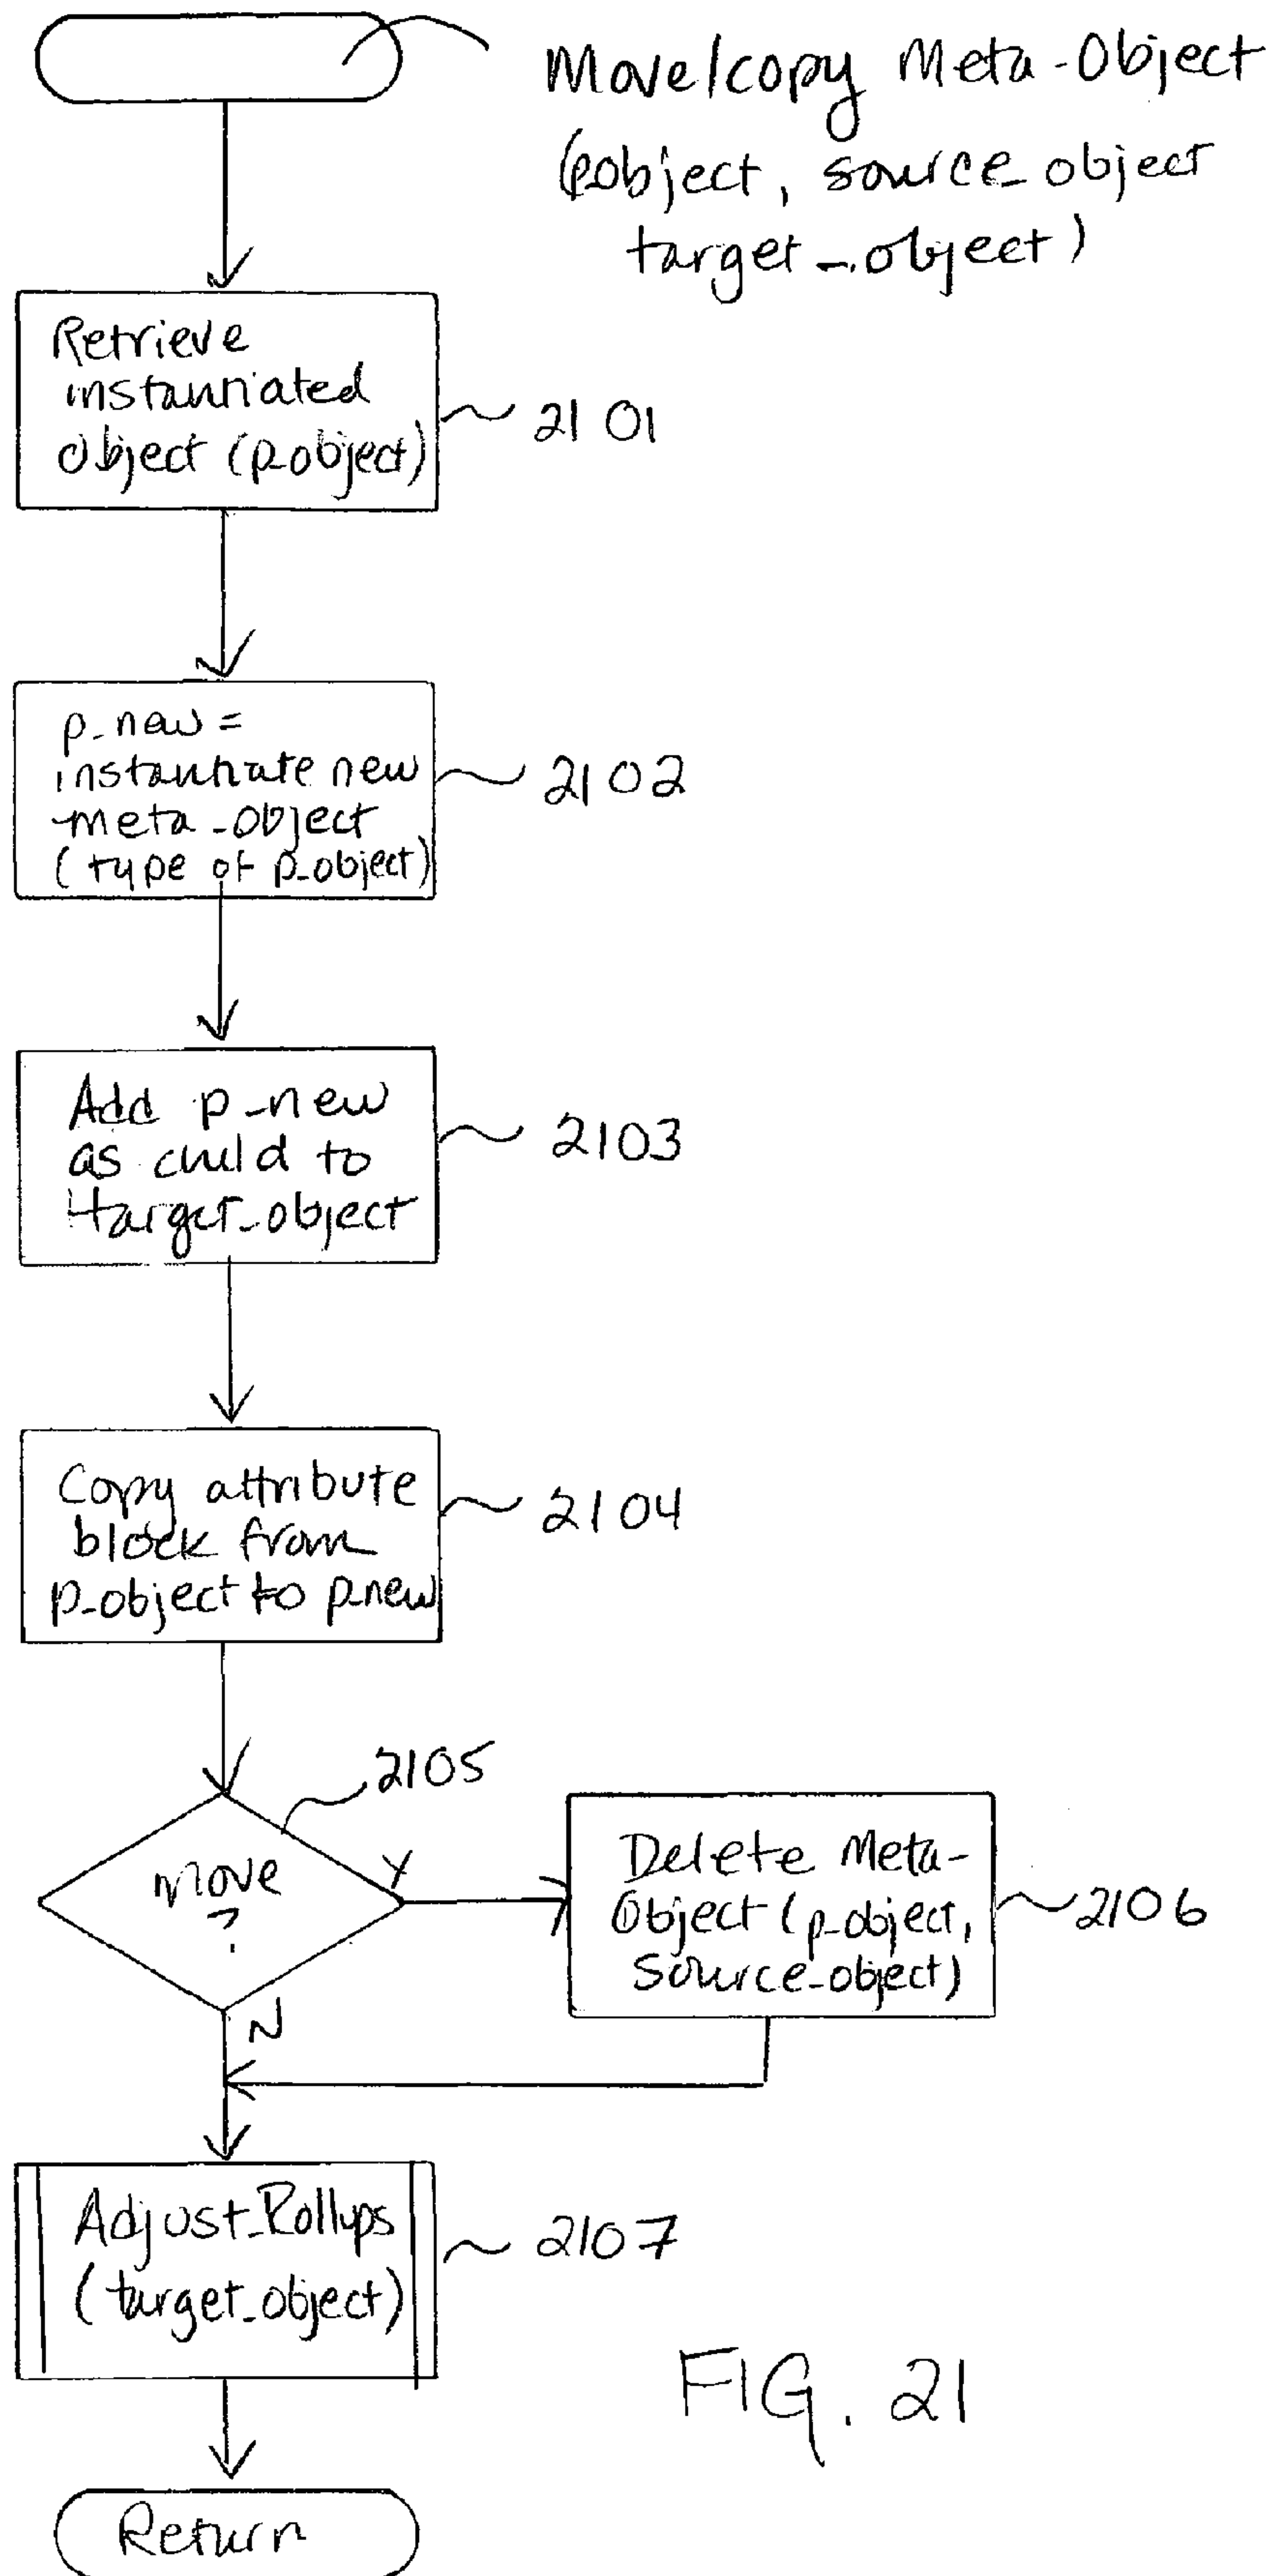 Move/copy Meta-Object
(pobject, source_object
target_object)
Retrieve
instantiated
object (p_object)
2101
p_new =
instantiate new
meta_object
(type of p_object)
2102
Add p_new
as child to
target_object
2103
Copy attribute
block from
p_object to p_new
2104
2105
move
?
Y
N
Delete Meta-
Object (p_object,
Source_object)
2106
Adjust_Rollups
(target_object)
2107
FIG. 21
Return